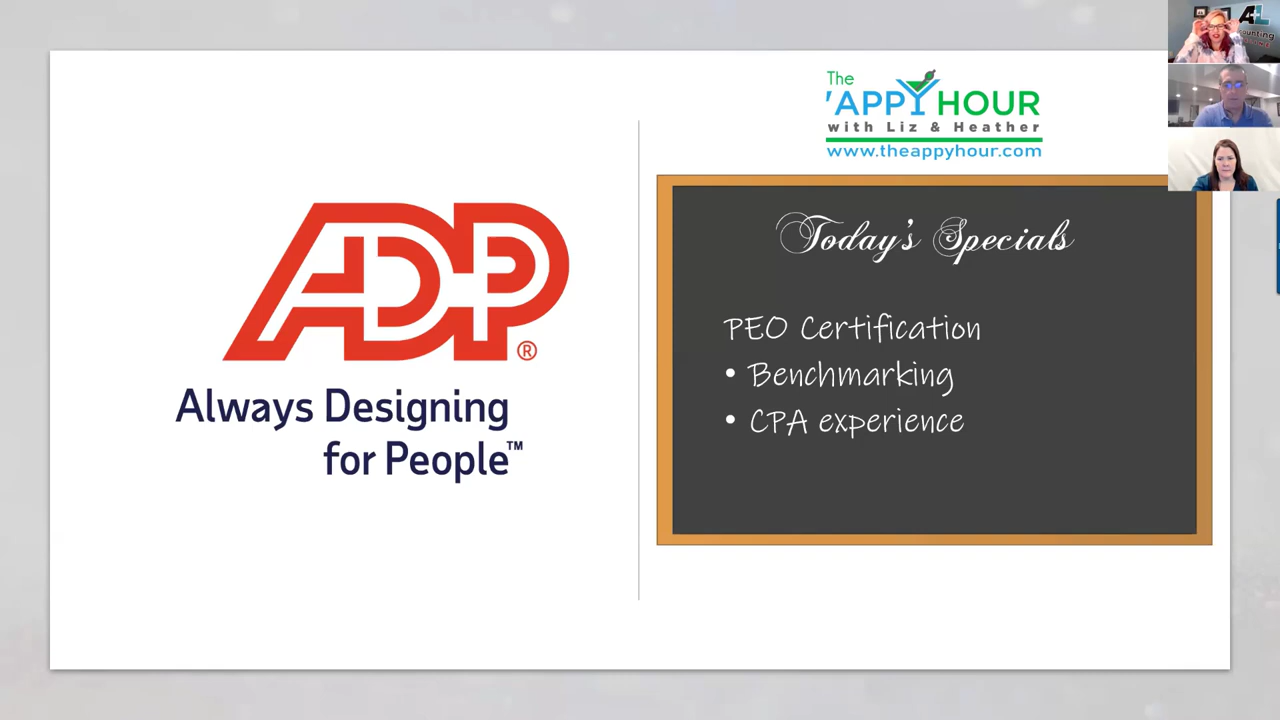 ADP®
Always Designing
for People™
The
'APPY HOUR
with Liz & Heather
www.theappyhour.com
Today's Specials
PEO Certification
• Benchmarking
• CPA experience
A+L